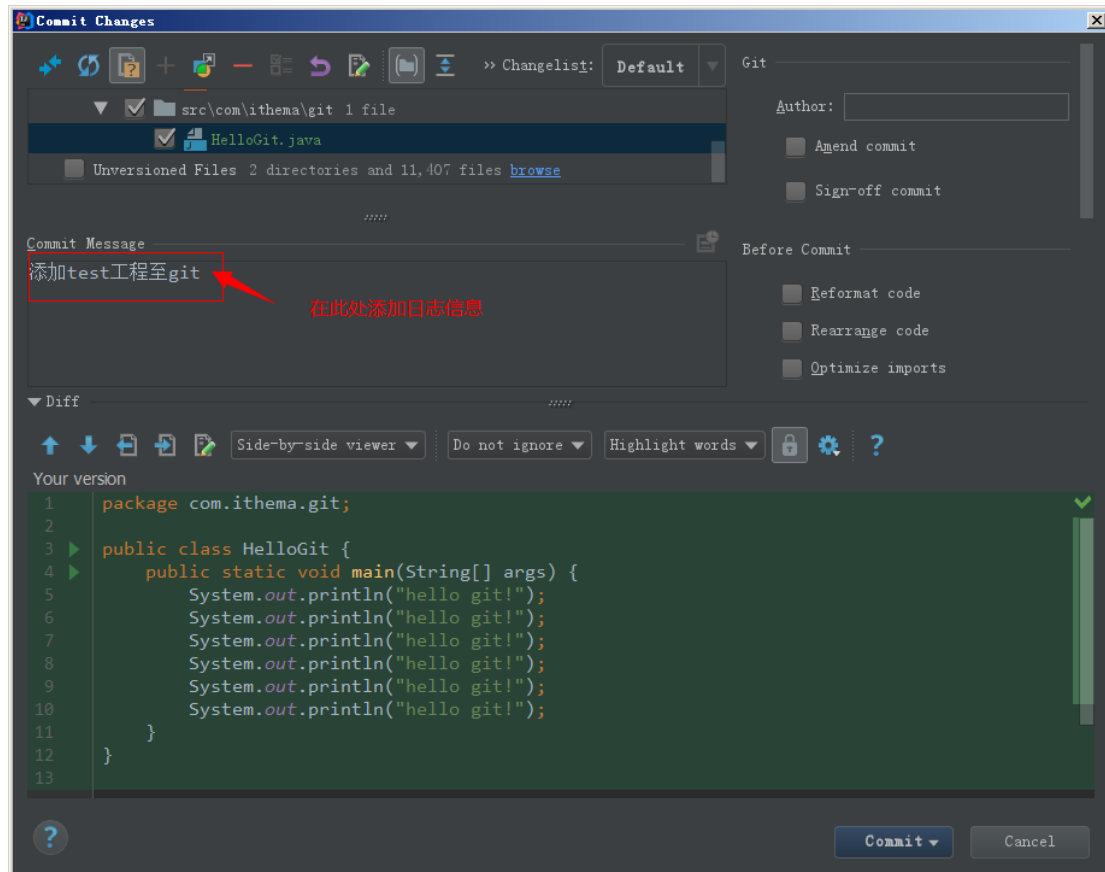 Commit Changes
>> Changelist: Default
Git
src\com\ithema\git 1 file
HelloGit.java
Unversioned Files 2 directories and 11,407 files browse
Author:
Amend commit
Sign-off commit
Commit Message
添加test工程至git
在此处添加日志信息
Before Commit
Reformat code
Rearrange code
Optimize imports
Diff
Side-by-side viewer Do not ignore Highlight words ?
Your version
1 package com.ithema.git;
2
3 public class HelloGit {
4 public static void main(String[] args) {
5 System.out.println("hello git!");
6 System.out.println("hello git!");
7 System.out.println("hello git!");
8 System.out.println("hello git!");
9 System.out.println("hello git!");
10 System.out.println("hello git!");
11 }
12 }
13
? Commit Cancel